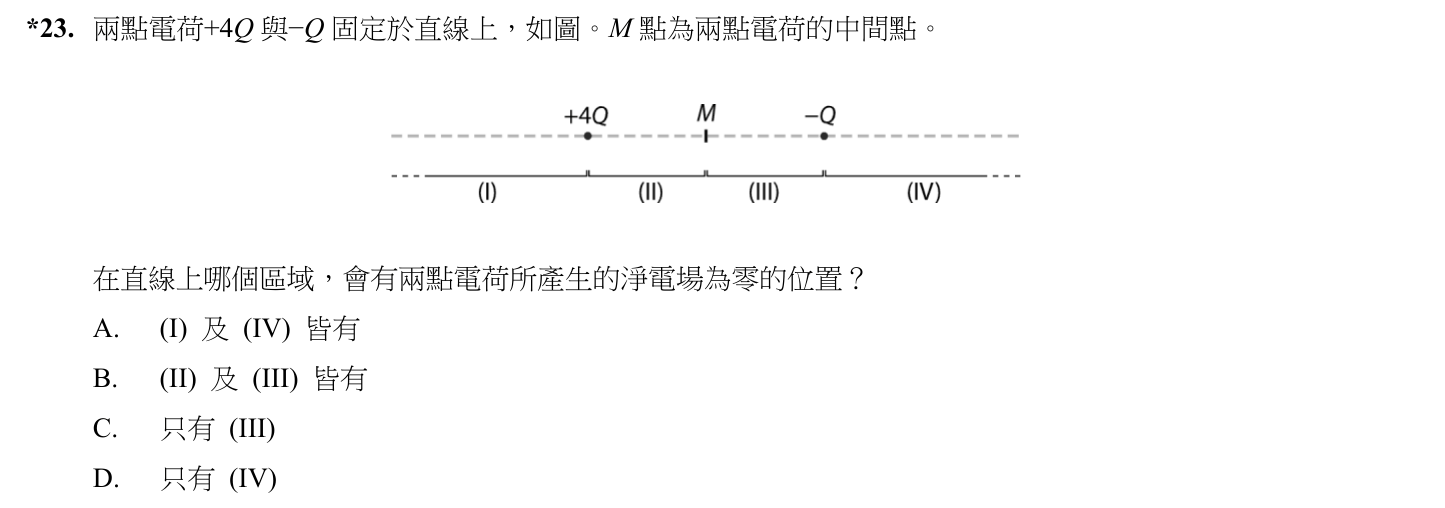 *23. 兩點電荷+4Q 與−Q 固定於直線上，如圖。M 點為兩點電荷的中間點。
+4Q M −Q
(I) (II) (III) (IV)
在直線上哪個區域，會有兩點電荷所產生的淨電場為零的位置？
A. (I) 及 (IV) 皆有
B. (II) 及 (III) 皆有
C. 只有 (III)
D. 只有 (IV)